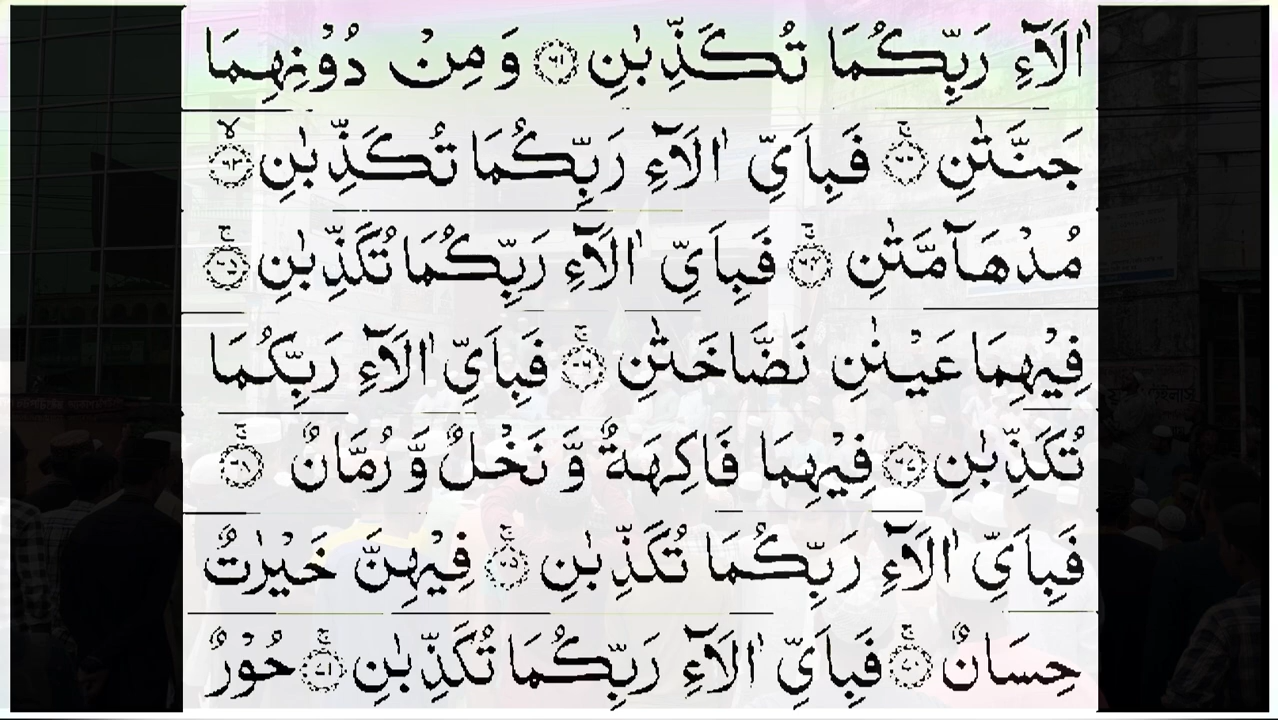 اٰلَآءِ رَبِّكُمَا تُكَذِّبٰنِ ﴿٦١﴾ وَ مِنْ دُوْنِهِمَا
جَنَّتٰنِ ۚ﴿٦٢﴾ فَبِاَیِّ اٰلَآءِ رَبِّكُمَا تُكَذِّبٰنِ ۙ﴿٦٣﴾
مُدْهَآمَّتٰنِ ۚ﴿٦٤﴾ فَبِاَیِّ اٰلَآءِ رَبِّكُمَا تُكَذِّبٰنِ ۚ﴿٦٥﴾
فِیْهِمَا عَیْنٰنِ نَضَّاخَتٰنِ ۚ﴿٦٦﴾ فَبِاَیِّ اٰلَآءِ رَبِّكُمَا
تُكَذِّبٰنِ ﴿٦٧﴾ فِیْهِمَا فَاكِهَةٌ وَّ نَخْلٌ وَّ رُمَّانٌ ۚ﴿٦٨﴾
فَبِاَیِّ اٰلَآءِ رَبِّكُمَا تُكَذِّبٰنِ ۚ﴿٦٩﴾ فِیْهِنَّ خَیْرٰتٌ
حِسَانٌ ۚ﴿٧٠﴾ فَبِاَیِّ اٰلَآءِ رَبِّكُمَا تُكَذِّبٰنِ ۚ﴿٧١﴾ حُوْرٌ